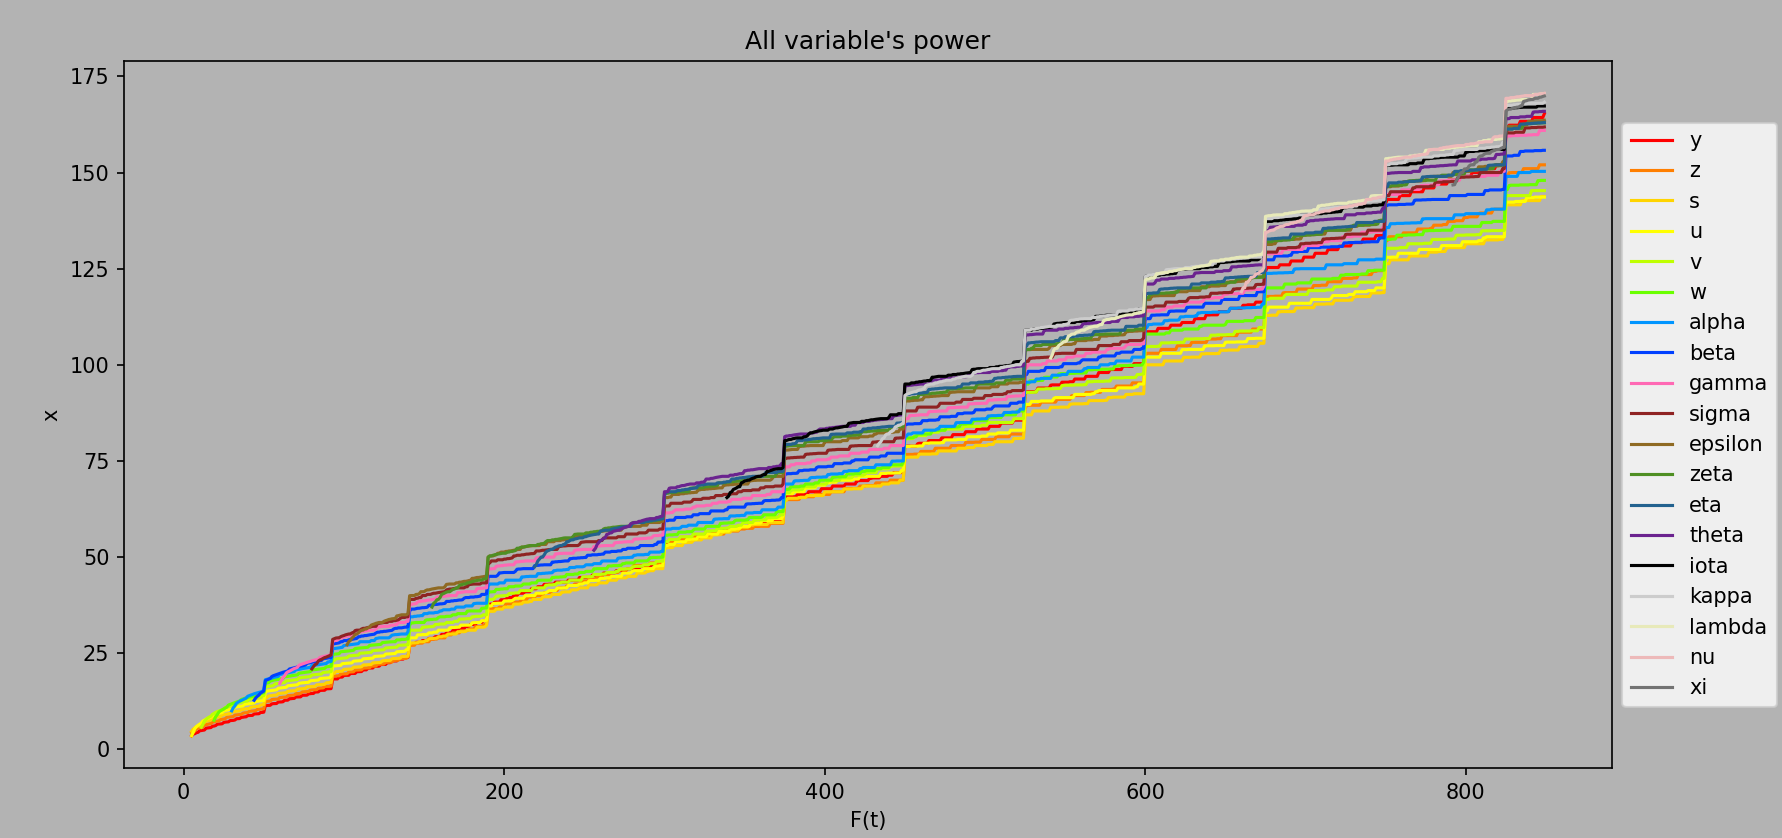 All variable's power
175
150
125
100
75
50
25
0
x
0 200 400 600 800
F(t)
y
z
s
u
v
w
alpha
beta
gamma
sigma
epsilon
zeta
eta
theta
iota
kappa
lambda
nu
xi